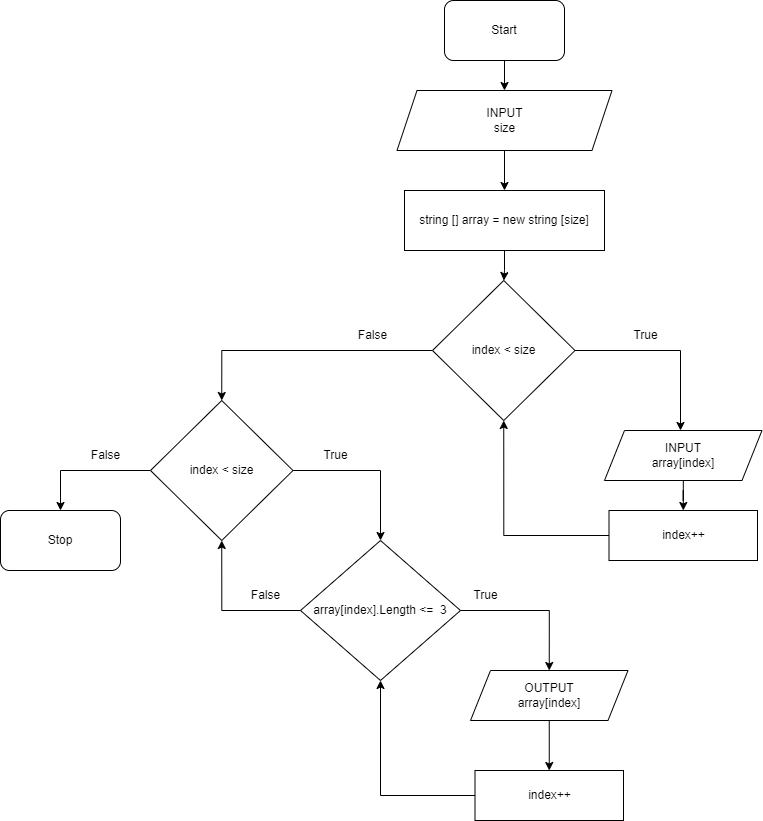 Start
INPUT
size
string [] array = new string [size]
index < size
False
True
INPUT
array[index]
index++
index < size
False
True
Stop
array[index].Length <= 3
False
True
OUTPUT
array[index]
index++